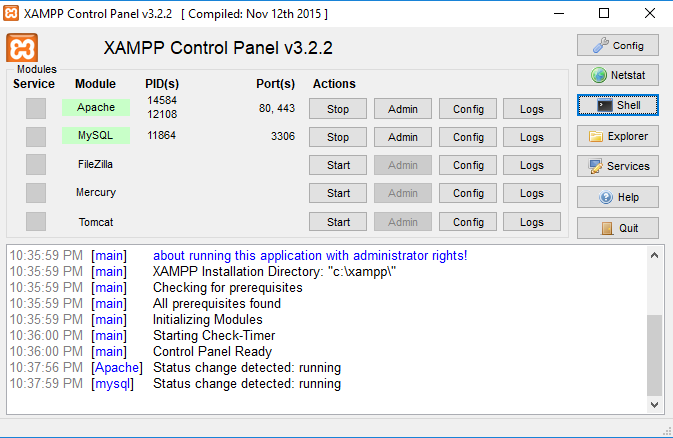 XAMPP Control Panel v3.2.2 [ Compiled: Nov 12th 2015 ]
XAMPP Control Panel v3.2.2
Config
Modules
Service Module PID(s) Port(s) Actions
Netstat
Apache 14584 12108 80, 443 Stop Admin Config Logs
Shell
MySQL 11864 3306 Stop Admin Config Logs
Explorer
FileZilla Start Admin Config Logs
Services
Mercury Start Admin Config Logs
Help
Tomcat Start Admin Config Logs
Quit
10:35:59 PM [main] about running this application with administrator rights!
10:35:59 PM [main] XAMPP Installation Directory: "c:\xampp\"
10:35:59 PM [main] Checking for prerequisites
10:35:59 PM [main] All prerequisites found
10:35:59 PM [main] Initializing Modules
10:36:00 PM [main] Starting Check-Timer
10:36:00 PM [main] Control Panel Ready
10:37:56 PM [Apache] Status change detected: running
10:37:59 PM [mysql] Status change detected: running